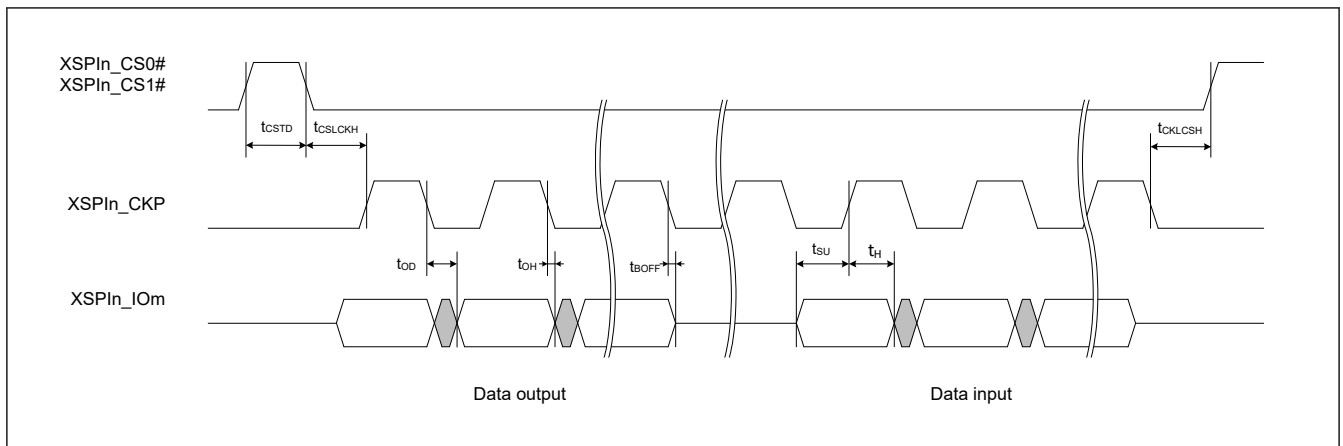 XSPIn_CS0#
XSPIn_CS1#
tCSTD
tCSLCKH
tCKLCSH
XSPIn_CKP
tOD
tOH
tBOFF
tSU
tH
XSPIn_IOm
Data output
Data input